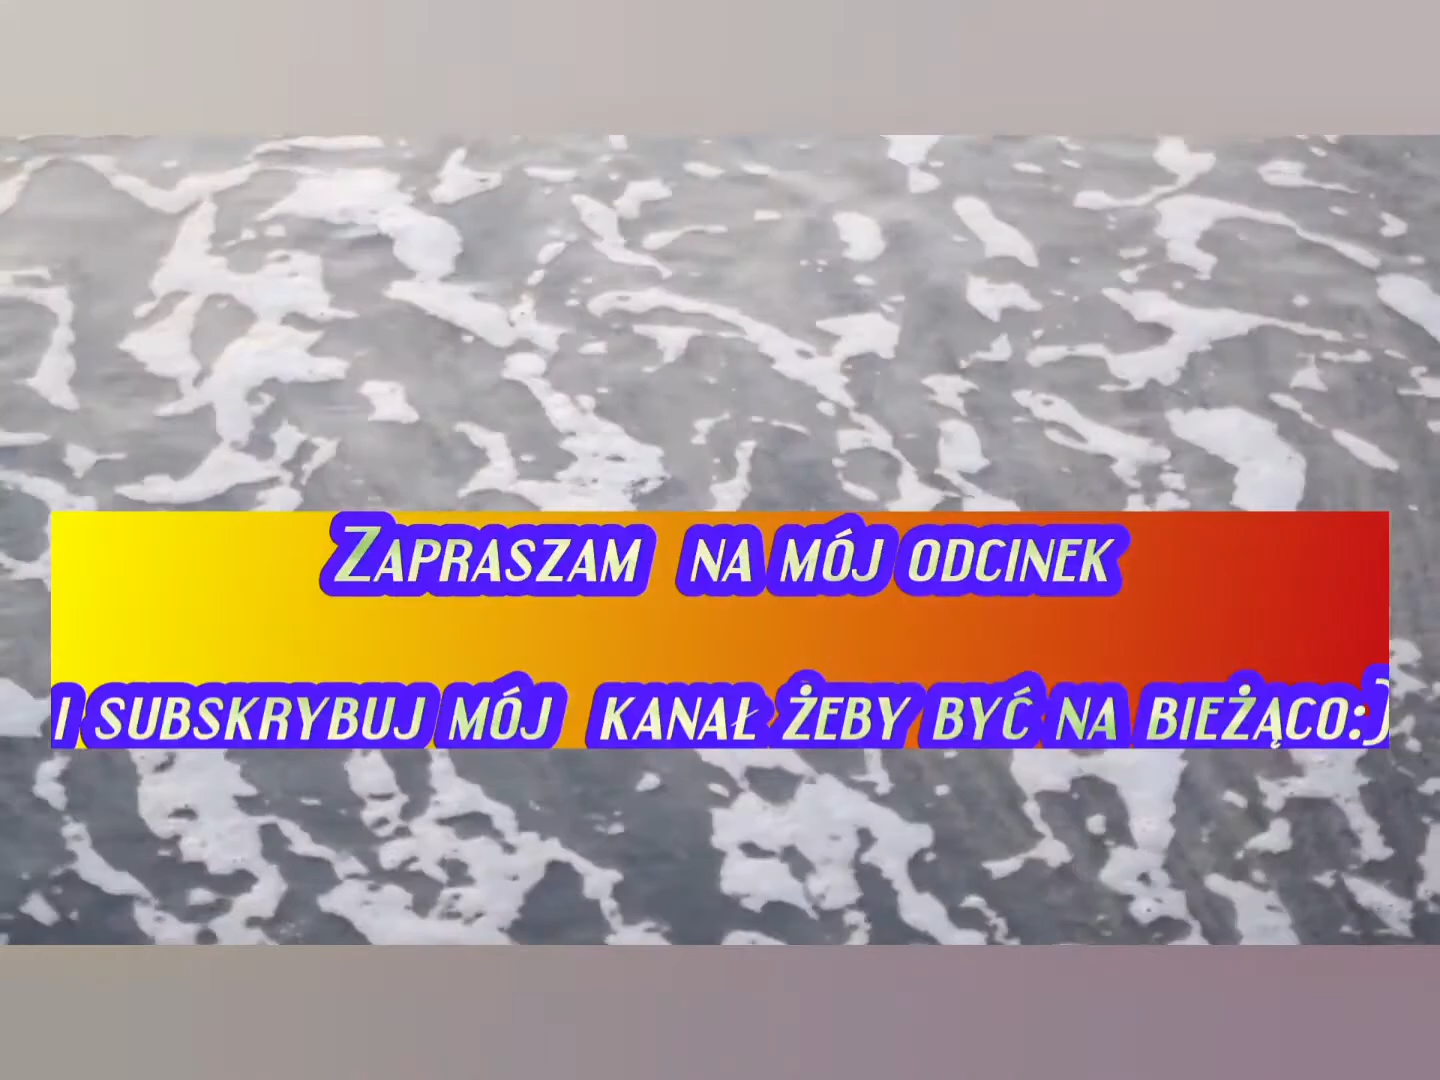 Zapraszam na mój odcinek
i subskrybuj mój kanał żeby być na bieżąco:)